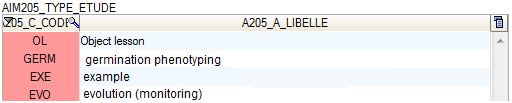 AIM205_TYPE_ETUDE
205_C_CODE A205_A_LIBELLE
OL Object lesson
GERM germination phenotyping
EXE example
EVO evolution (monitoring)